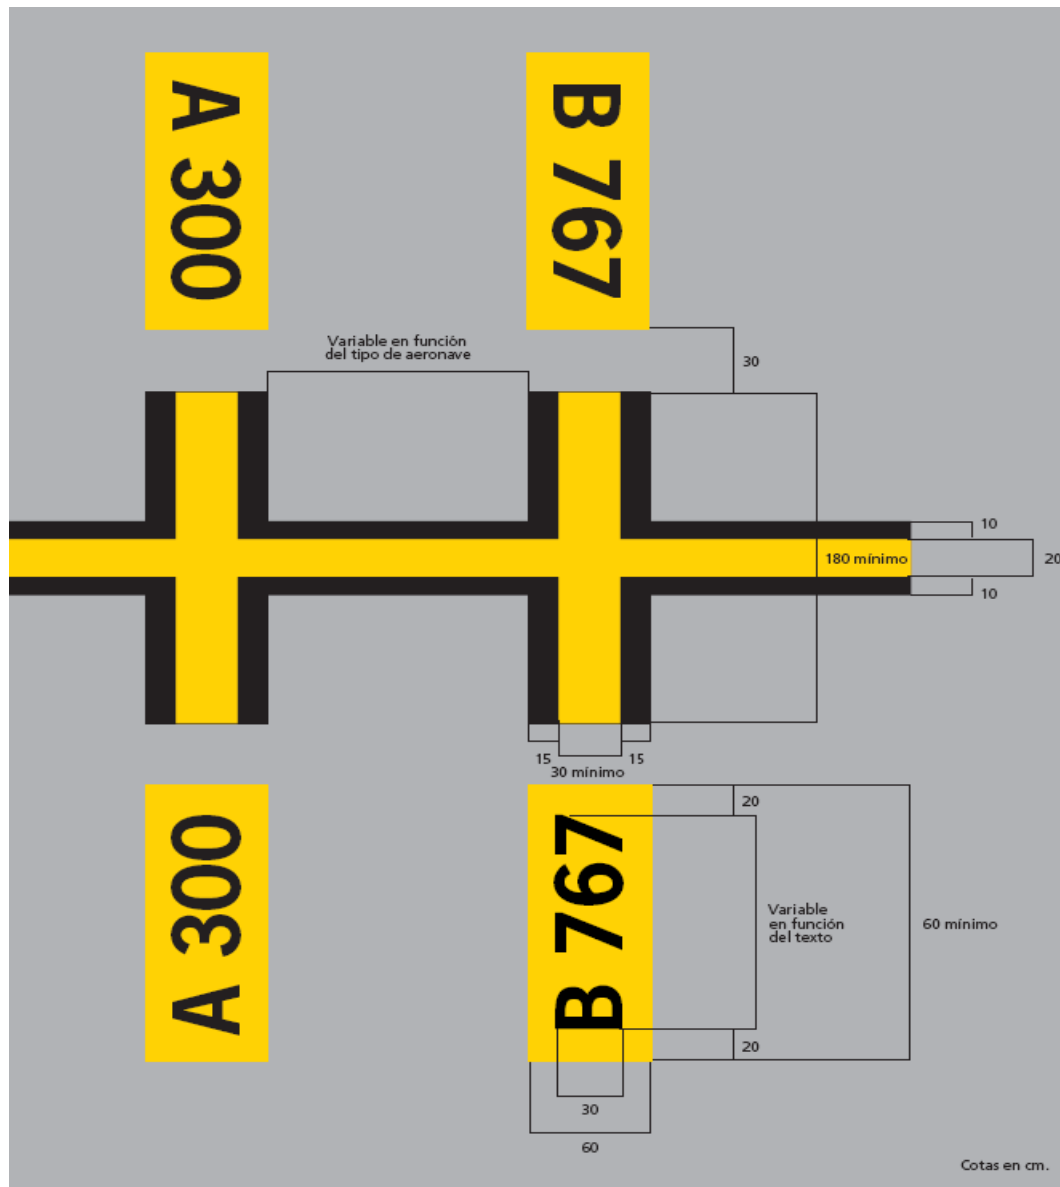 A 300
B 767
Variable en función
del tipo de aeronave
30
10
180 mínimo
20
10
15
15
30 mínimo
A 300
B 767
20
Variable
en función
del texto
60 mínimo
20
30
60
Cotas en cm.